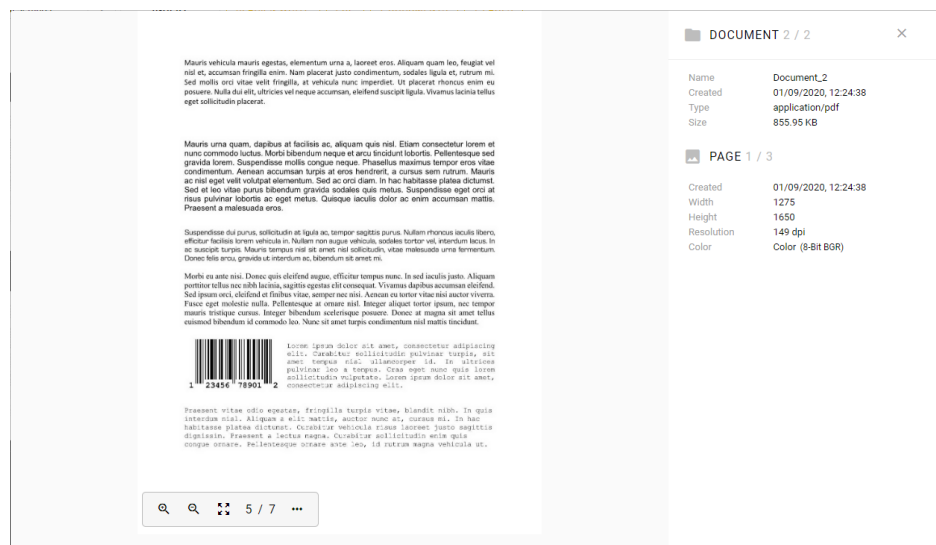 Mauris vehicula mauris egestas, elementum urna a, laoreet eros. Aliquam quam leo, feugiat vel
nisl et, accumsan fringilla enim. Nam placerat justo condimentum, sodales ligula et, rutrum mi.
Sed mollis orci vitae velit fringilla, at vehicula nunc imperdiet. Ut placerat rhoncus enim eu
posuere. Nulla dui elit, ultricies vel neque accumsan, eleifend suscipit ligula. Vivamus lacinia tellus
eget sollicitudin placerat.
Mauris urna quam, dapibus at facilisis ac, aliquam quis nisl. Etiam consectetur lorem et
nunc commodo luctus. Morbi bibendum neque et arcu tincidunt lobortis. Pellentesque sed
gravida lorem. Suspendisse mollis congue neque. Phasellus maximus tempor eros vitae
condimentum. Aenean accumsan turpis at eros hendrerit, a cursus sem rutrum. Mauris
ac nisl eget velit volutpat elementum. Sed ac orci diam. In hac habitasse platea dictumst.
Sed et leo vitae purus bibendum gravida sodales quis metus. Suspendisse eget orci at
risus pulvinar lobortis ac eget metus. Quisque iaculis dolor ac enim accumsan mattis.
Praesent a malesuada eros.
Suspendisse dui purus, sollicitudin at ligula ac, tempor sagittis purus. Nullam rhoncus iaculis libero,
efficitur facilisis lorem vehicula in. Nullam non augue vehicula, sodales tortor vel, interdum lacus. In
ac suscipit turpis. Mauris tempus nisl sit amet nisl sollicitudin, vitae malesuada urna fermentum.
Donec felis arcu, gravida ut interdum ac, bibendum sit amet mi.
Morbi eu ante nisi. Donec quis eleifend augue, efficitur tempus nunc. In sed iaculis justo. Aliquam
porttitor tellus nec nibh lacinia, sagittis egestas elit consequat. Vivamus dapibus accumsan eleifend.
Sed ipsum orci, eleifend et finibus vitae, semper nec nisi. Aenean eu tortor vitae nisi auctor viverra.
Fusce eget molestie nulla. Pellentesque at ornare nisl. Integer aliquet tortor ipsum, nec tempor
mauris tristique cursus. Integer bibendum scelerisque posuere. Donec at magna sit amet tellus
euismod bibendum id commodo leo. Nunc sit amet turpis condimentum nisl mattis tincidunt.
Lorem ipsum dolor sit amet, consectetur adipiscing
elit. Curabitur sollicitudin pulvinar turpis, sit
amet tempus nisl ullamcorper id. In ultrices
pulvinar leo a tempus. Cras eget nunc quis lorem
sollicitudin vulputate. Lorem ipsum dolor sit amet,
consectetur adipiscing elit.
1 23456 78901 2
Praesent vitae odio egestas, fringilla turpis vitae, blandit nibh. In quis
interdum nisl. Aliquam a elit mattis, auctor nunc at, cursus mi. In hac
habitasse platea dictumst. Curabitur vehicula risus laoreet justo sagittis
dignissim. Praesent a lectus magna. Curabitur sollicitudin enim quis
congue ornare. Pellentesque ornare ante leo, id rutrum magna vehicula ut.
5 / 7
DOCUMENT 2 / 2
Name Document_2
Created 01/09/2020, 12:24:38
Type application/pdf
Size 855.95 KB
PAGE 1 / 3
Created 01/09/2020, 12:24:38
Width 1275
Height 1650
Resolution 149 dpi
Color Color (8-Bit BGR)